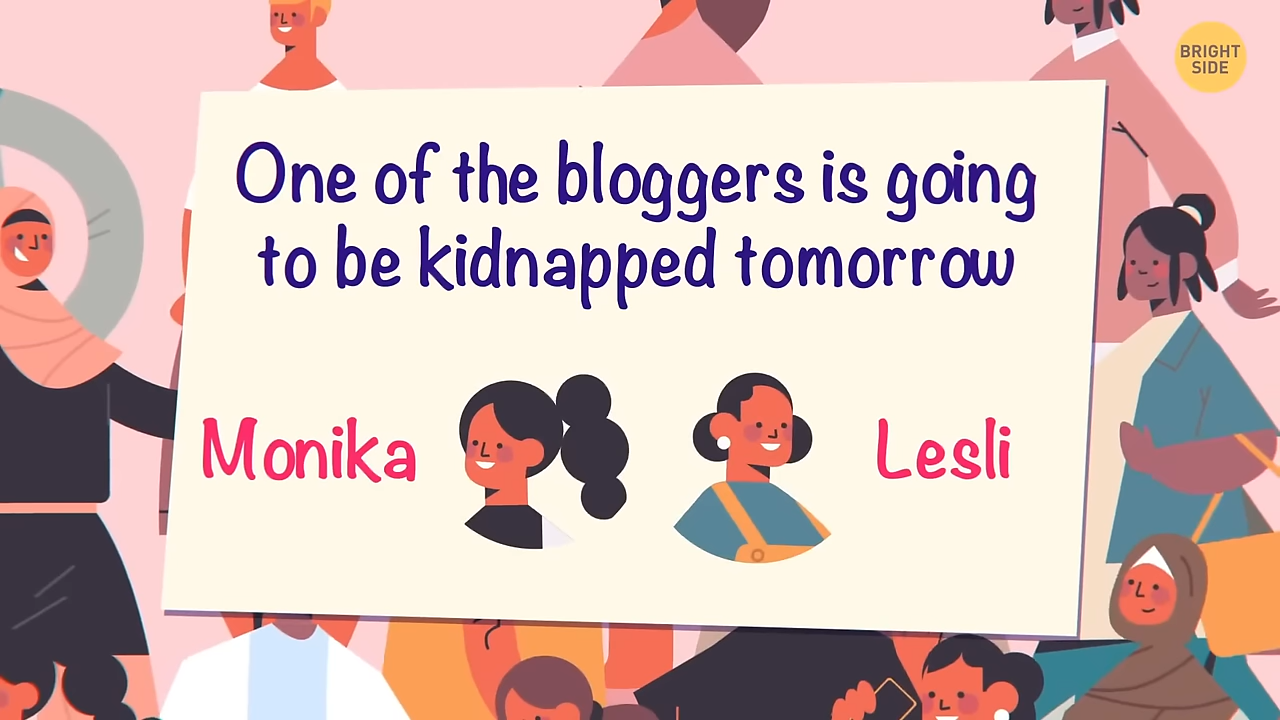 BRIGHT
SIDE
One of the bloggers is going
to be kidnapped tomorrow
Monika
Lesli